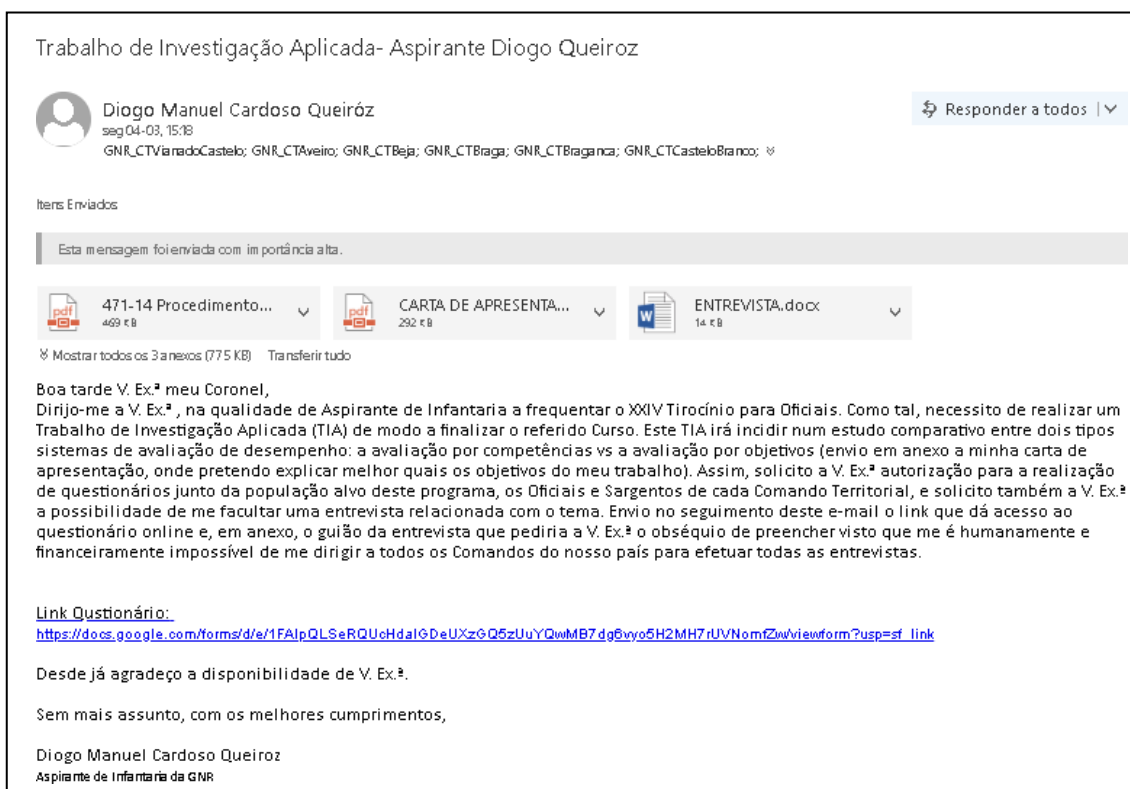 Trabalho de Investigação Aplicada- Aspirante Diogo Queiroz
Diogo Manuel Cardoso Queiróz
seg 04-03, 15:18
GNR_CTVianadoCastelo; GNR_CTAveiro; GNR_CTBeja; GNR_CTBraga; GNR_CTBraganca; GNR_CTCasteloBranco;
Responder a todos
Itens Enviados
Esta mensagem foi enviada com importância alta.
471-14 Procedimento...
469 KB
CARTA DE APRESENTA...
292 KB
ENTREVISTA.docx
14 KB
Mostrar todos os 3 anexos (775 KB) Transferir tudo
Boa tarde V. Ex.ª meu Coronel,
Dirijo-me a V. Ex.ª , na qualidade de Aspirante de Infantaria a frequentar o XXIV Tirocínio para Oficiais. Como tal, necessito de realizar um
Trabalho de Investigação Aplicada (TIA) de modo a finalizar o referido Curso. Este TIA irá incidir num estudo comparativo entre dois tipos
sistemas de avaliação de desempenho: a avaliação por competências vs a avaliação por objetivos (envio em anexo a minha carta de
apresentação, onde pretendo explicar melhor quais os objetivos do meu trabalho). Assim, solicito a V. Ex.ª autorização para a realização
de questionários junto da população alvo deste programa, os Oficiais e Sargentos de cada Comando Territorial, e solicito também a V. Ex.ª
a possibilidade de me facultar uma entrevista relacionada com o tema. Envio no seguimento deste e-mail o link que dá acesso ao
questionário online e, em anexo, o guião da entrevista que pediria a V. Ex.ª o obséquio de preencher visto que me é humanamente e
financeiramente impossível de me dirigir a todos os Comandos do nosso país para efetuar todas as entrevistas.
Link Qustionário:
https://docs.google.com/forms/d/e/1FAIpQLSeRQUcHdaIGDeUXzGQ5zUuYQwMB7dg6vyo5H2MH7rUVNomfZw/viewform?usp=sf_link
Desde já agradeço a disponibilidade de V. Ex.ª.
Sem mais assunto, com os melhores cumprimentos,
Diogo Manuel Cardoso Queiroz
Aspirante de Infantaria da GNR